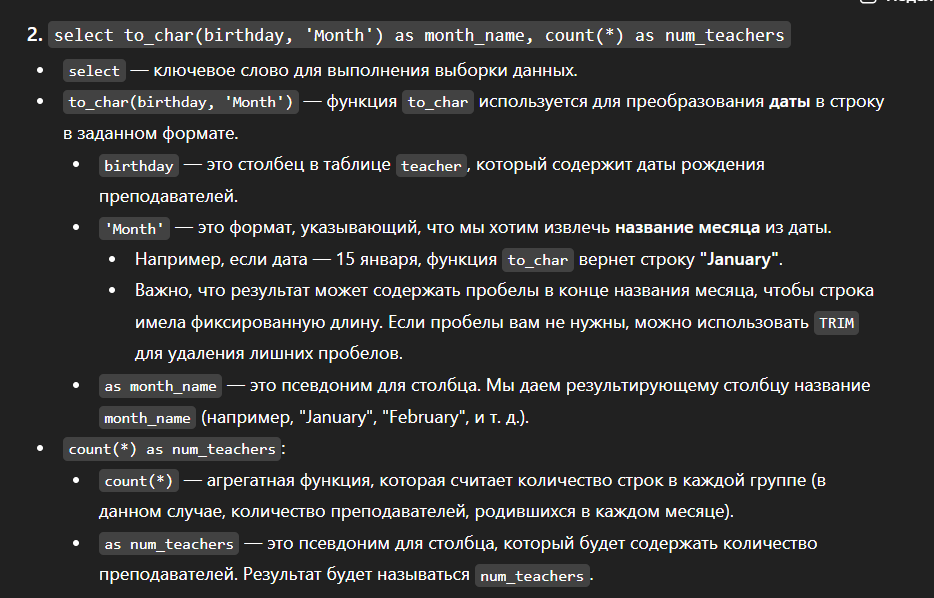 2. select to_char(birthday, 'Month') as month_name, count(*) as num_teachers
• select — ключевое слово для выполнения выборки данных.
• to_char(birthday, 'Month') — функция to_char используется для преобразования даты в строку
в заданном формате.
• birthday — это столбец в таблице teacher, который содержит даты рождения
преподавателей.
• 'Month' — это формат, указывающий, что мы хотим извлечь название месяца из даты.
• Например, если дата — 15 января, функция to_char вернет строку "January".
• Важно, что результат может содержать пробелы в конце названия месяца, чтобы строка
имела фиксированную длину. Если пробелы вам не нужны, можно использовать TRIM
для удаления лишних пробелов.
• as month_name — это псевдоним для столбца. Мы даем результирующему столбцу название
month_name (например, "January", "February", и т. д.).
• count(*) as num_teachers:
• count(*) — агрегатная функция, которая считает количество строк в каждой группе (в
данном случае, количество преподавателей, родившихся в каждом месяце).
• as num_teachers — это псевдоним для столбца, который будет содержать количество
преподавателей. Результат будет называться num_teachers.